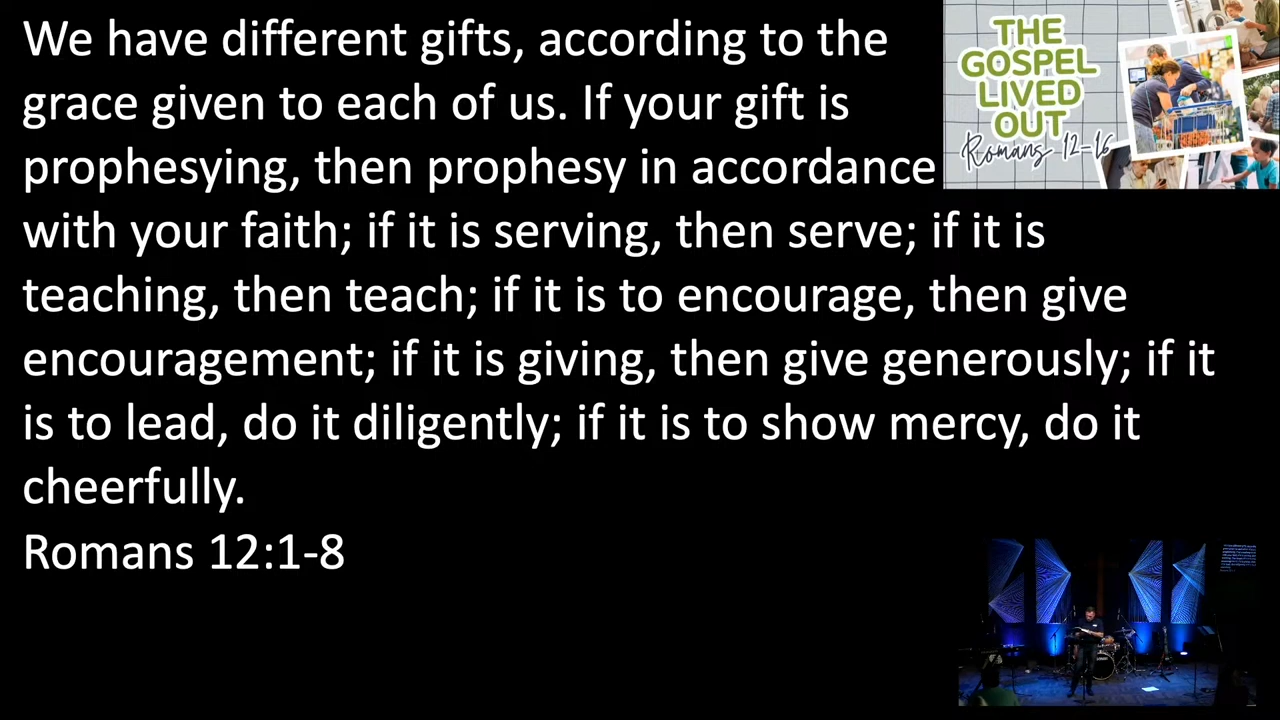 We have different gifts, according to the
grace given to each of us. If your gift is
prophesying, then prophesy in accordance
with your faith; if it is serving, then serve; if it is
teaching, then teach; if it is to encourage, then give
encouragement; if it is giving, then give generously; if it
is to lead, do it diligently; if it is to show mercy, do it
cheerfully.
Romans 12:1-8
THE
GOSPEL
LIVED
OUT
Romans 12-16